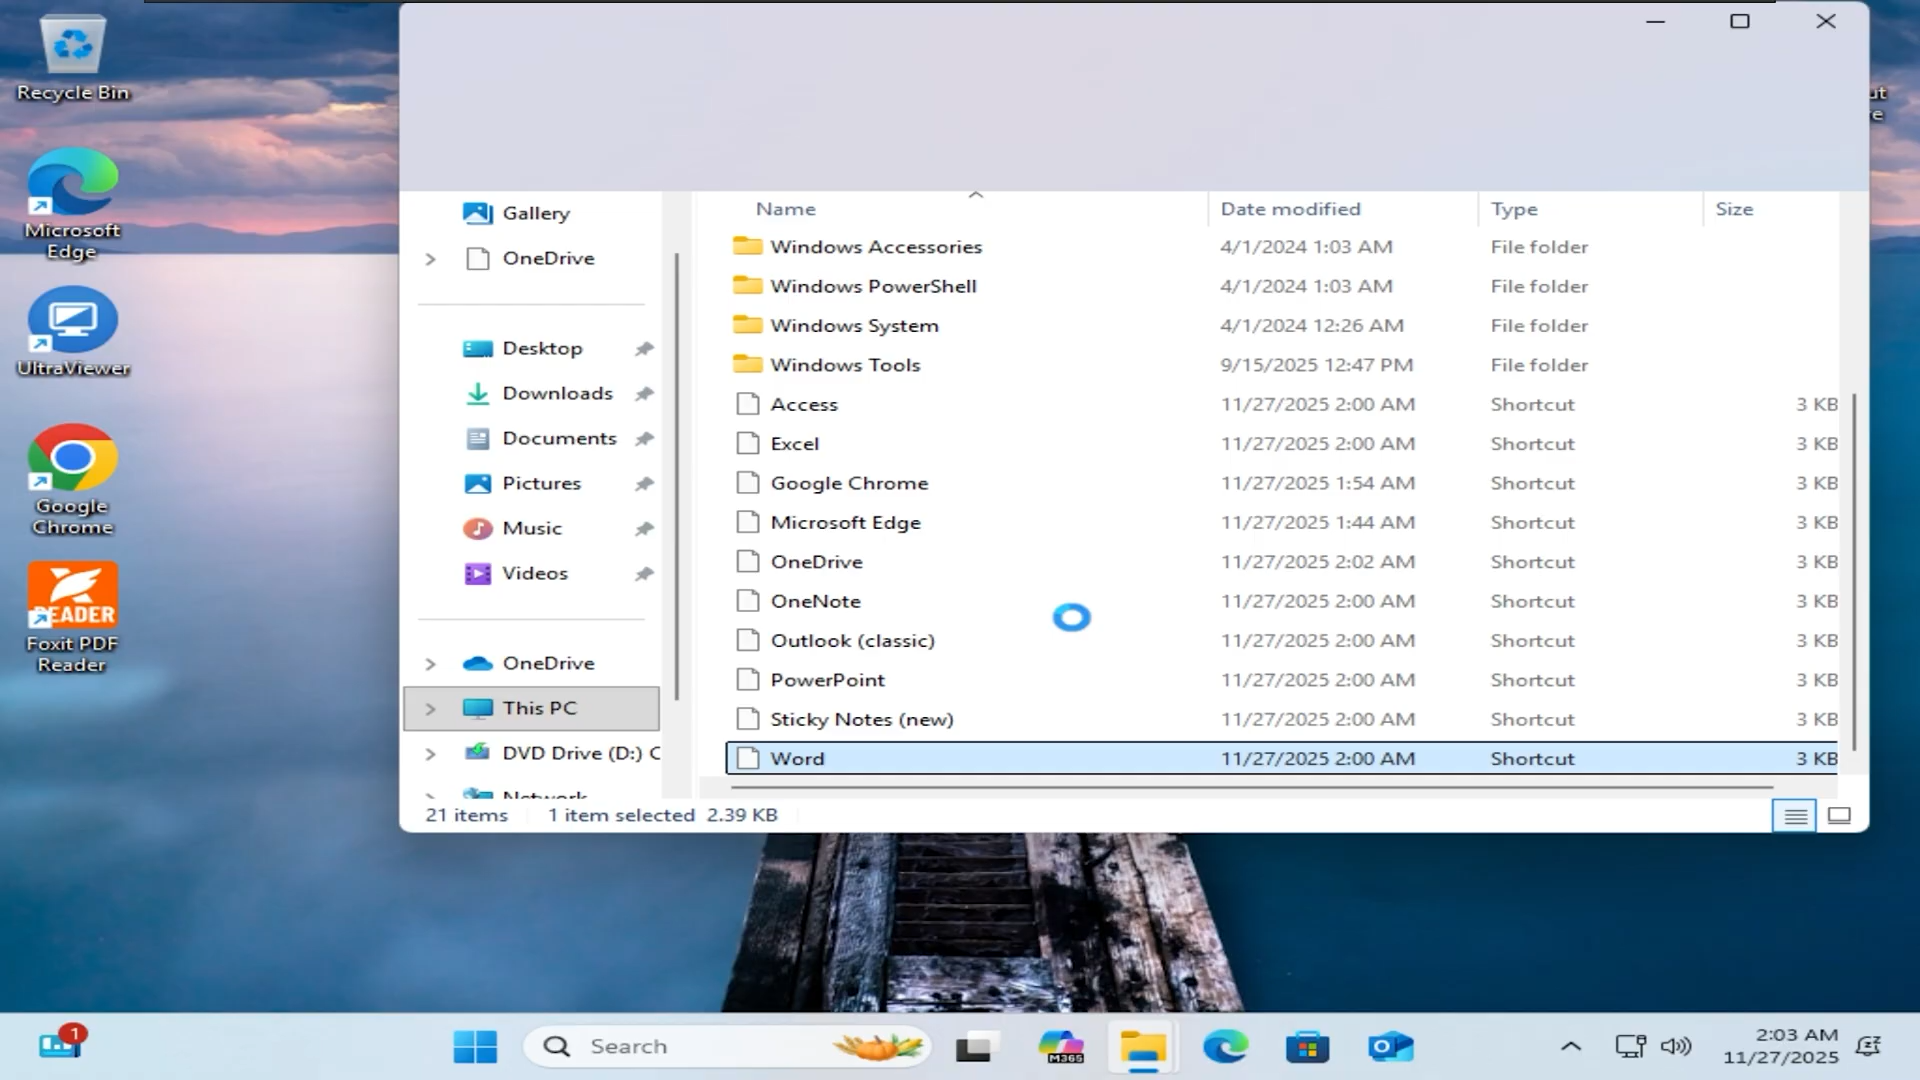 Recycle Bin
Microsoft
Edge
UltraViewer
Google
Chrome
READER
Foxit PDF
Reader
Gallery
OneDrive
Desktop
Downloads
Documents
Pictures
Music
Videos
OneDrive
This PC
DVD Drive (D:) C
Network
Name Date modified Type Size
Windows Accessories 4/1/2024 1:03 AM File folder
Windows PowerShell 4/1/2024 1:03 AM File folder
Windows System 4/1/2024 12:26 AM File folder
Windows Tools 9/15/2025 12:47 PM File folder
Access 11/27/2025 2:00 AM Shortcut 3 KB
Excel 11/27/2025 2:00 AM Shortcut 3 KB
Google Chrome 11/27/2025 1:54 AM Shortcut 3 KB
Microsoft Edge 11/27/2025 1:44 AM Shortcut 3 KB
OneDrive 11/27/2025 2:02 AM Shortcut 3 KB
OneNote 11/27/2025 2:00 AM Shortcut 3 KB
Outlook (classic) 11/27/2025 2:00 AM Shortcut 3 KB
PowerPoint 11/27/2025 2:00 AM Shortcut 3 KB
Sticky Notes (new) 11/27/2025 2:00 AM Shortcut 3 KB
Word 11/27/2025 2:00 AM Shortcut 3 KB
21 items 1 item selected 2.39 KB
1
Search
M365
2:03 AM
11/27/2025